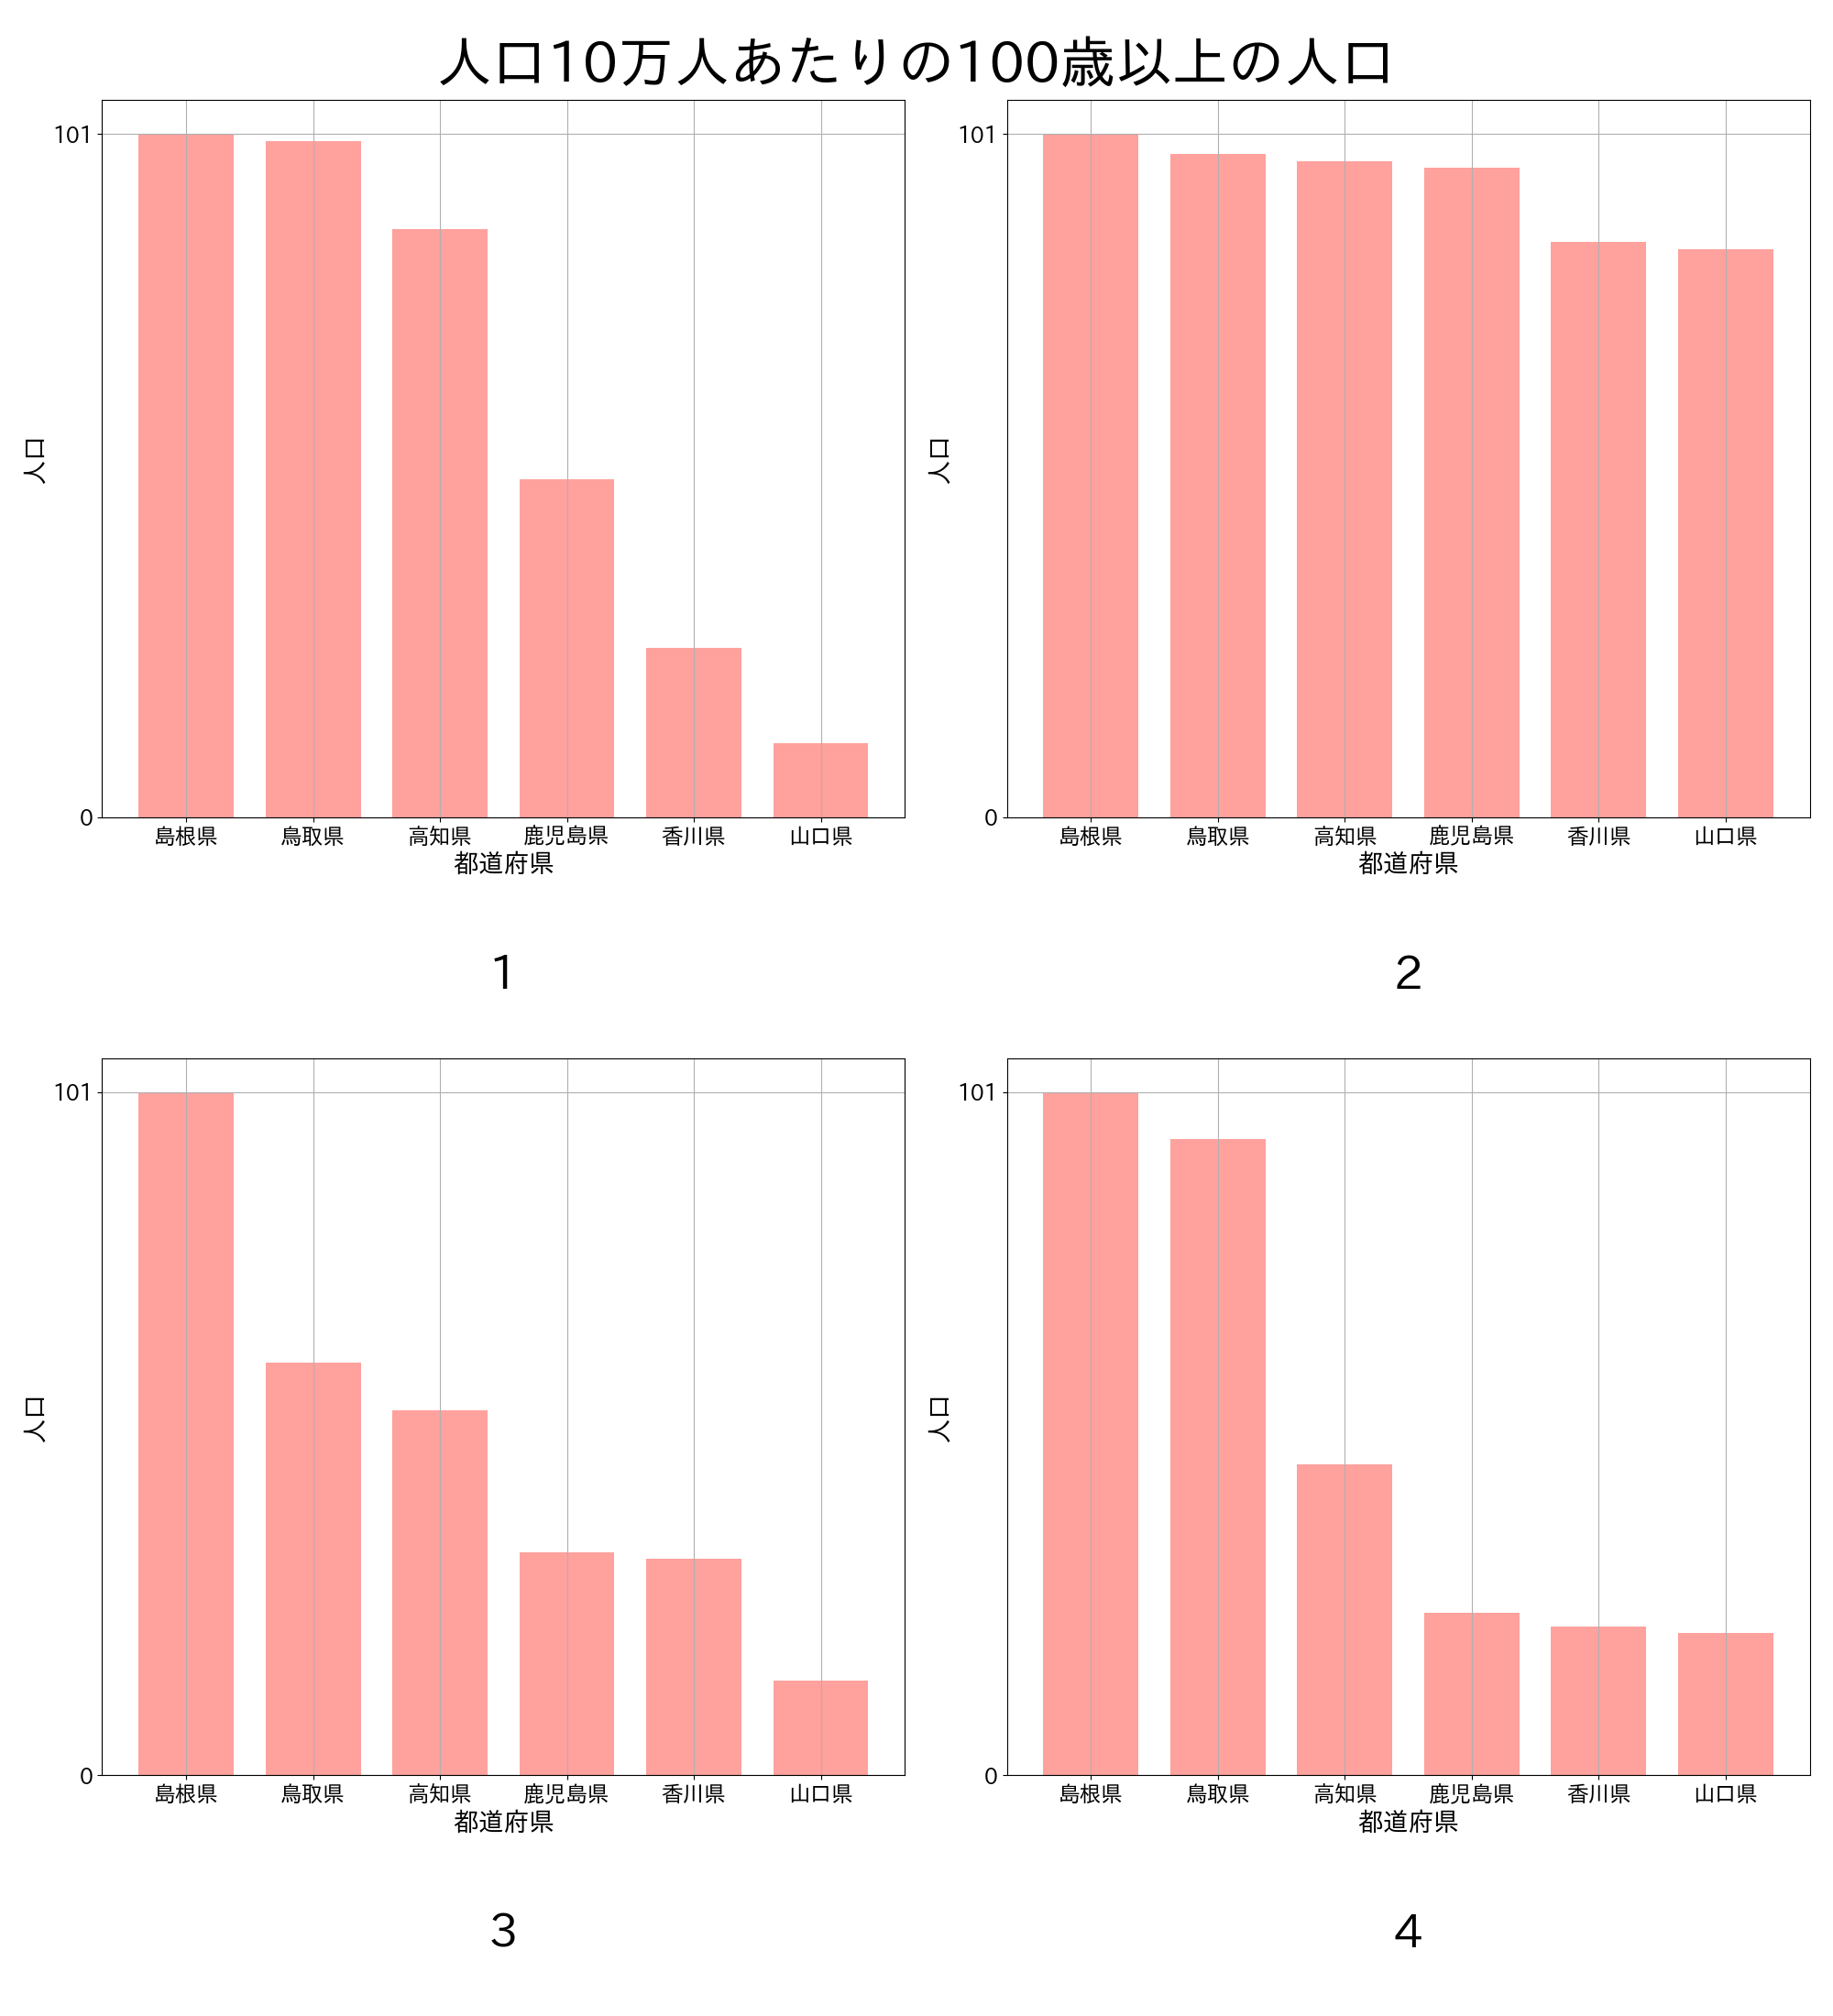 人口10万人あたりの100歳以上の人口
101
0
人口
島根県 鳥取県 高知県 鹿児島県 香川県 山口県
都道府県
1
101
0
人口
島根県 鳥取県 高知県 鹿児島県 香川県 山口県
都道府県
2
101
0
人口
島根県 鳥取県 高知県 鹿児島県 香川県 山口県
都道府県
3
101
0
人口
島根県 鳥取県 高知県 鹿児島県 香川県 山口県
都道府県
4